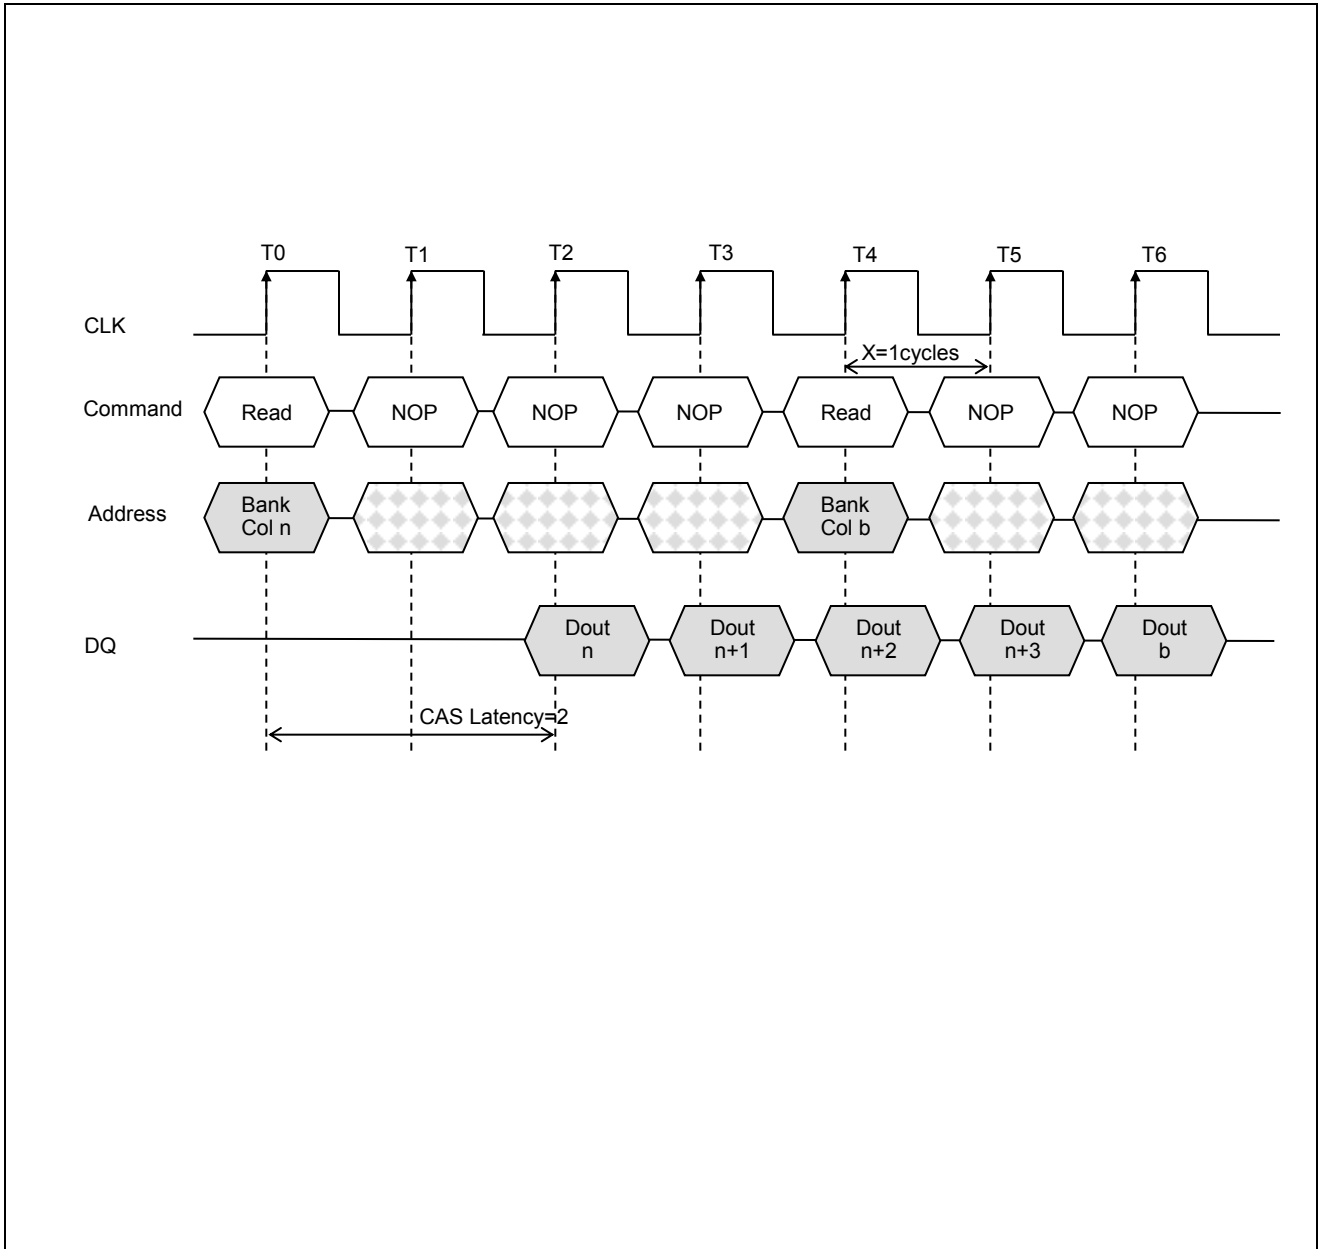 T0 T1 T2 T3 T4 T5 T6
CLK
X=1cycles
Command Read NOP NOP NOP Read NOP NOP
Address Bank Col n Bank Col b
DQ Dout n Dout n+1 Dout n+2 Dout n+3 Dout b
CAS Latency=2